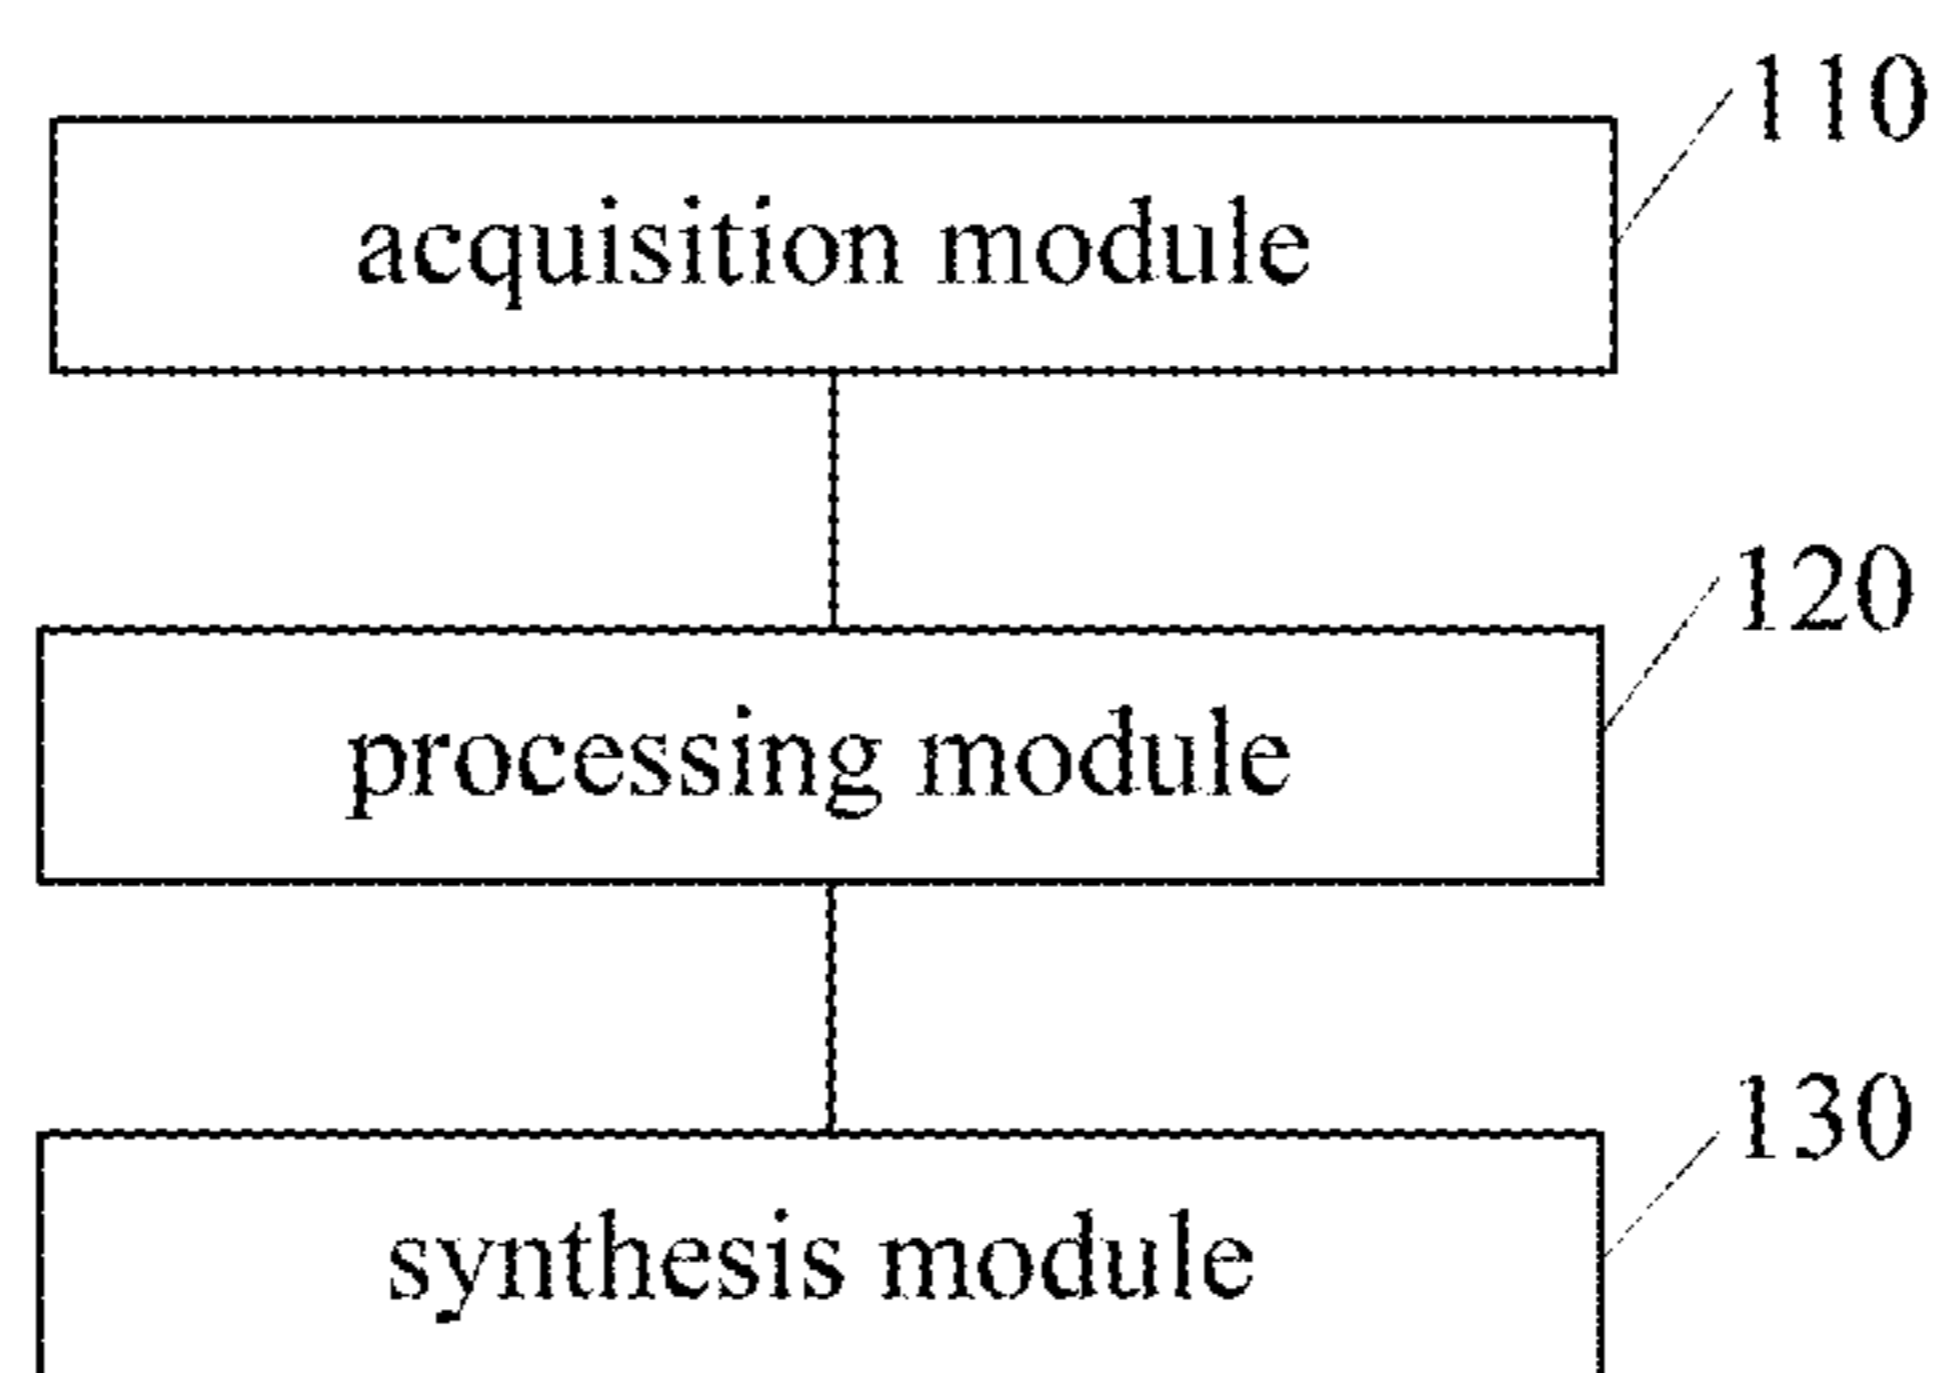 110
acquisition module
120
processing module
130
synthesis module